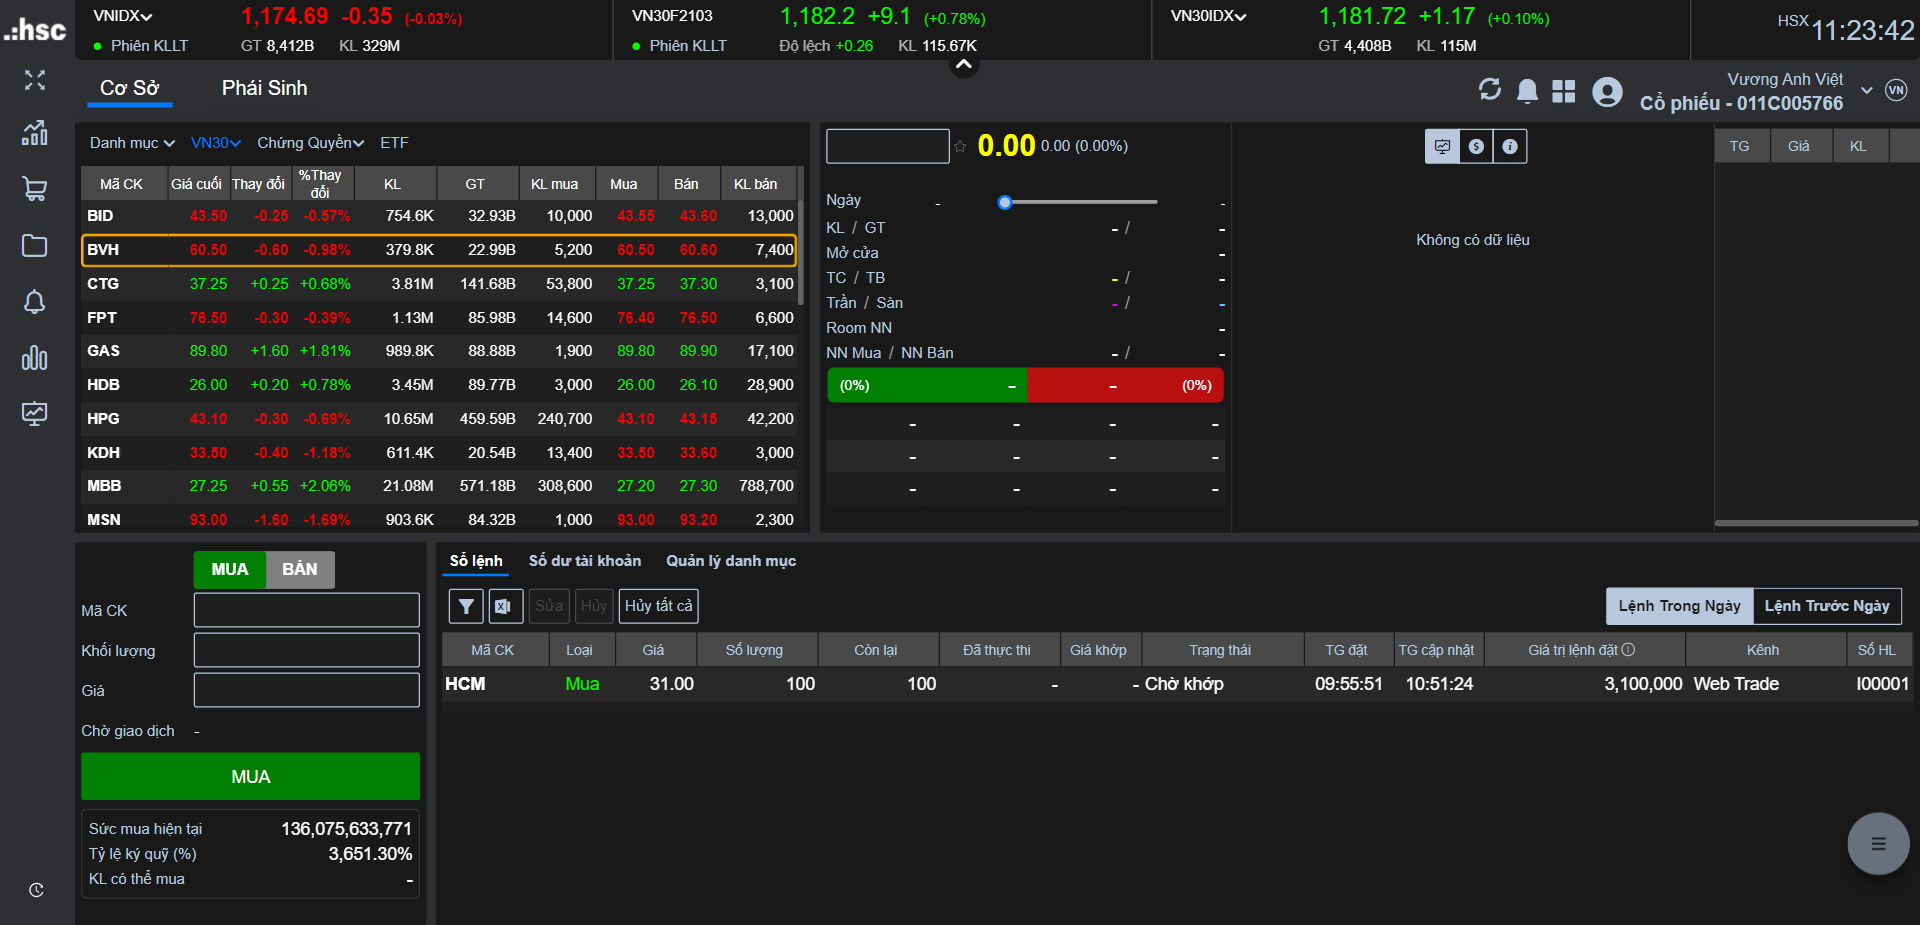 .:hsc
VNIDX 1,174.69 -0.35 (-0.03%)
Phiên KLLT GT 8,412B KL 329M
VN30F2103 1,182.2 +9.1 (+0.78%)
Phiên KLLT Độ lệch +0.26 KL 115.67K
VN30IDX 1,181.72 +1.17 (+0.10%)
GT 4,408B KL 115M
HSX 11:23:42
Cơ Sở Phái Sinh
Vương Anh Việt
Cổ phiếu - 011C005766
VN
Danh mục VN30 Chứng Quyền ETF
Mã CK Giá cuối Thay đổi %Thay đổi KL GT KL mua Mua Bán KL bán
BID 43.50 -0.25 -0.57% 754.6K 32.93B 10,000 43.55 43.60 13,000
BVH 60.50 -0.60 -0.98% 379.8K 22.99B 5,200 60.50 60.60 7,400
CTG 37.25 +0.25 +0.68% 3.81M 141.68B 53,800 37.25 37.30 3,100
FPT 76.50 -0.30 -0.39% 1.13M 85.98B 14,600 76.40 76.50 6,600
GAS 89.80 +1.60 +1.81% 989.8K 88.88B 1,900 89.80 89.90 17,100
HDB 26.00 +0.20 +0.78% 3.45M 89.77B 3,000 26.00 26.10 28,900
HPG 43.10 -0.30 -0.69% 10.65M 459.59B 240,700 43.10 43.15 42,200
KDH 33.50 -0.40 -1.18% 611.4K 20.54B 13,400 33.50 33.60 3,000
MBB 27.25 +0.55 +2.06% 21.08M 571.18B 308,600 27.20 27.30 788,700
MSN 93.00 -1.60 -1.69% 903.6K 84.32B 1,000 93.00 93.20 2,300
0.00 0.00 (0.00%)
Ngày - -
KL / GT - / -
Mở cửa -
TC / TB - / -
Trần / Sàn - / -
Room NN -
NN Mua / NN Bán - / -
(0%) - - (0%)
- - - -
- - - -
- - - -
Không có dữ liệu
TG Giá KL
MUA BÁN
Mã CK
Khối lượng
Giá
Chờ giao dịch -
MUA
Sức mua hiện tại 136,075,633,771
Tỷ lệ ký quỹ (%) 3,651.30%
KL có thể mua -
Sổ lệnh Số dư tài khoản Quản lý danh mục
Sửa Hủy Hủy tất cả
Lệnh Trong Ngày Lệnh Trước Ngày
Mã CK Loại Giá Số lượng Còn lại Đã thực thi Giá khớp Trạng thái TG đặt TG cập nhật Giá trị lệnh đặt Kênh Số HL
HCM Mua 31.00 100 100 - - Chờ khớp 09:55:51 10:51:24 3,100,000 Web Trade I00001